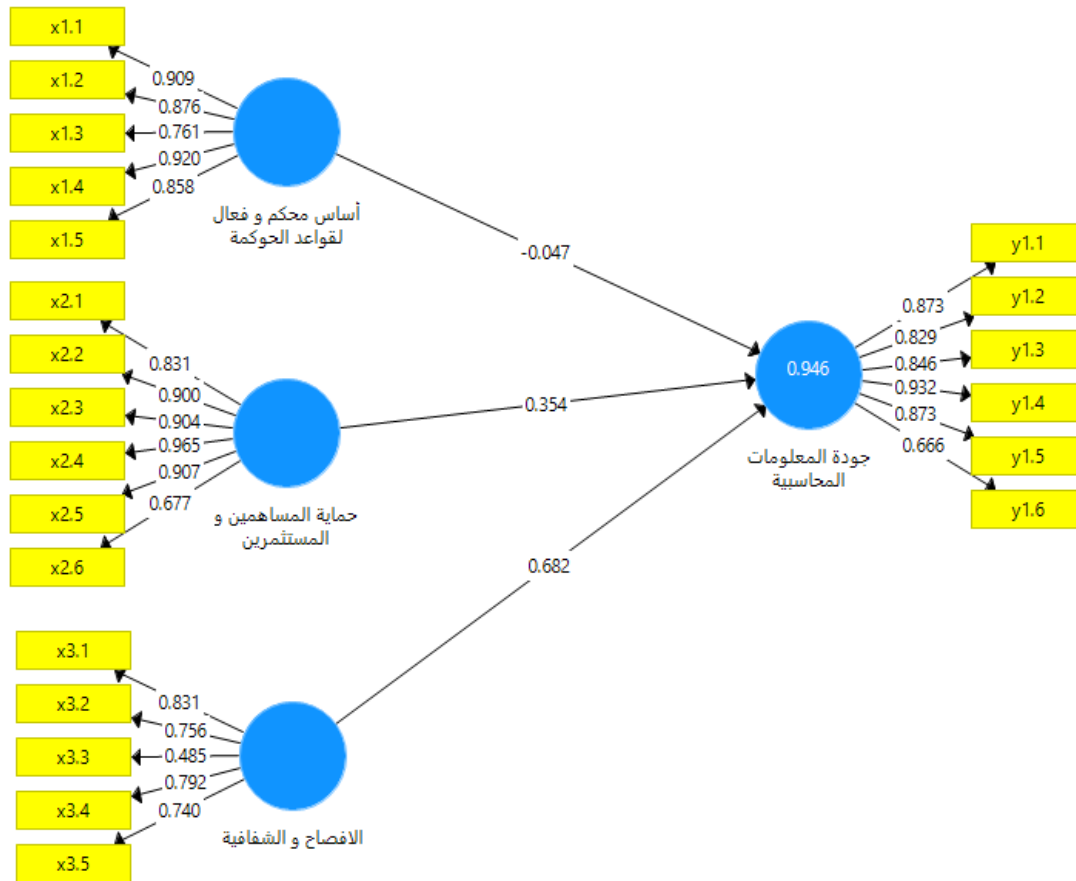 x1.1
x1.2
x1.3
x1.4
x1.5
0.909
0.876
0.761
0.920
0.858
أساس محكم و فعال
لقواعد الحوكمة
-0.047
x2.1
x2.2
x2.3
x2.4
x2.5
x2.6
0.831
0.900
0.904
0.965
0.907
0.677
حماية المساهمين و
المستثمرين
0.354
x3.1
x3.2
x3.3
x3.4
x3.5
0.831
0.756
0.485
0.792
0.740
الافصاح و الشفافية
0.682
0.946
جودة المعلومات
المحاسبية
0.873
0.829
0.846
0.932
0.873
0.666
y1.1
y1.2
y1.3
y1.4
y1.5
y1.6